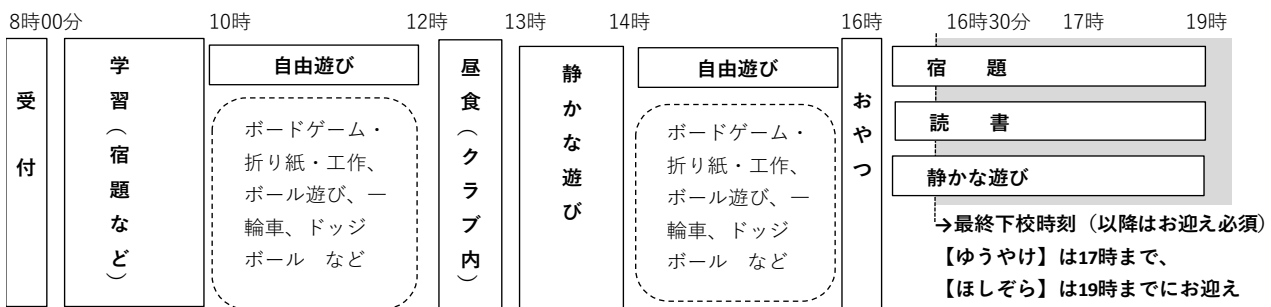 8時00分
10時
12時
13時
14時
16時
16時30分
17時
19時
受付
学習（宿題など）
自由遊び
ボードゲーム・
折り紙・工作、
ボール遊び、一
輪車、ドッジ
ボール　など
昼食（クラブ内）
静かな遊び
自由遊び
ボードゲーム・
折り紙・工作、
ボール遊び、一
輪車、ドッジ
ボール　など
おやつ
宿　題
読　書
静かな遊び
→最終下校時刻（以降はお迎え必須）
【ゆうやけ】は17時まで、
【ほしぞら】は19時までにお迎え